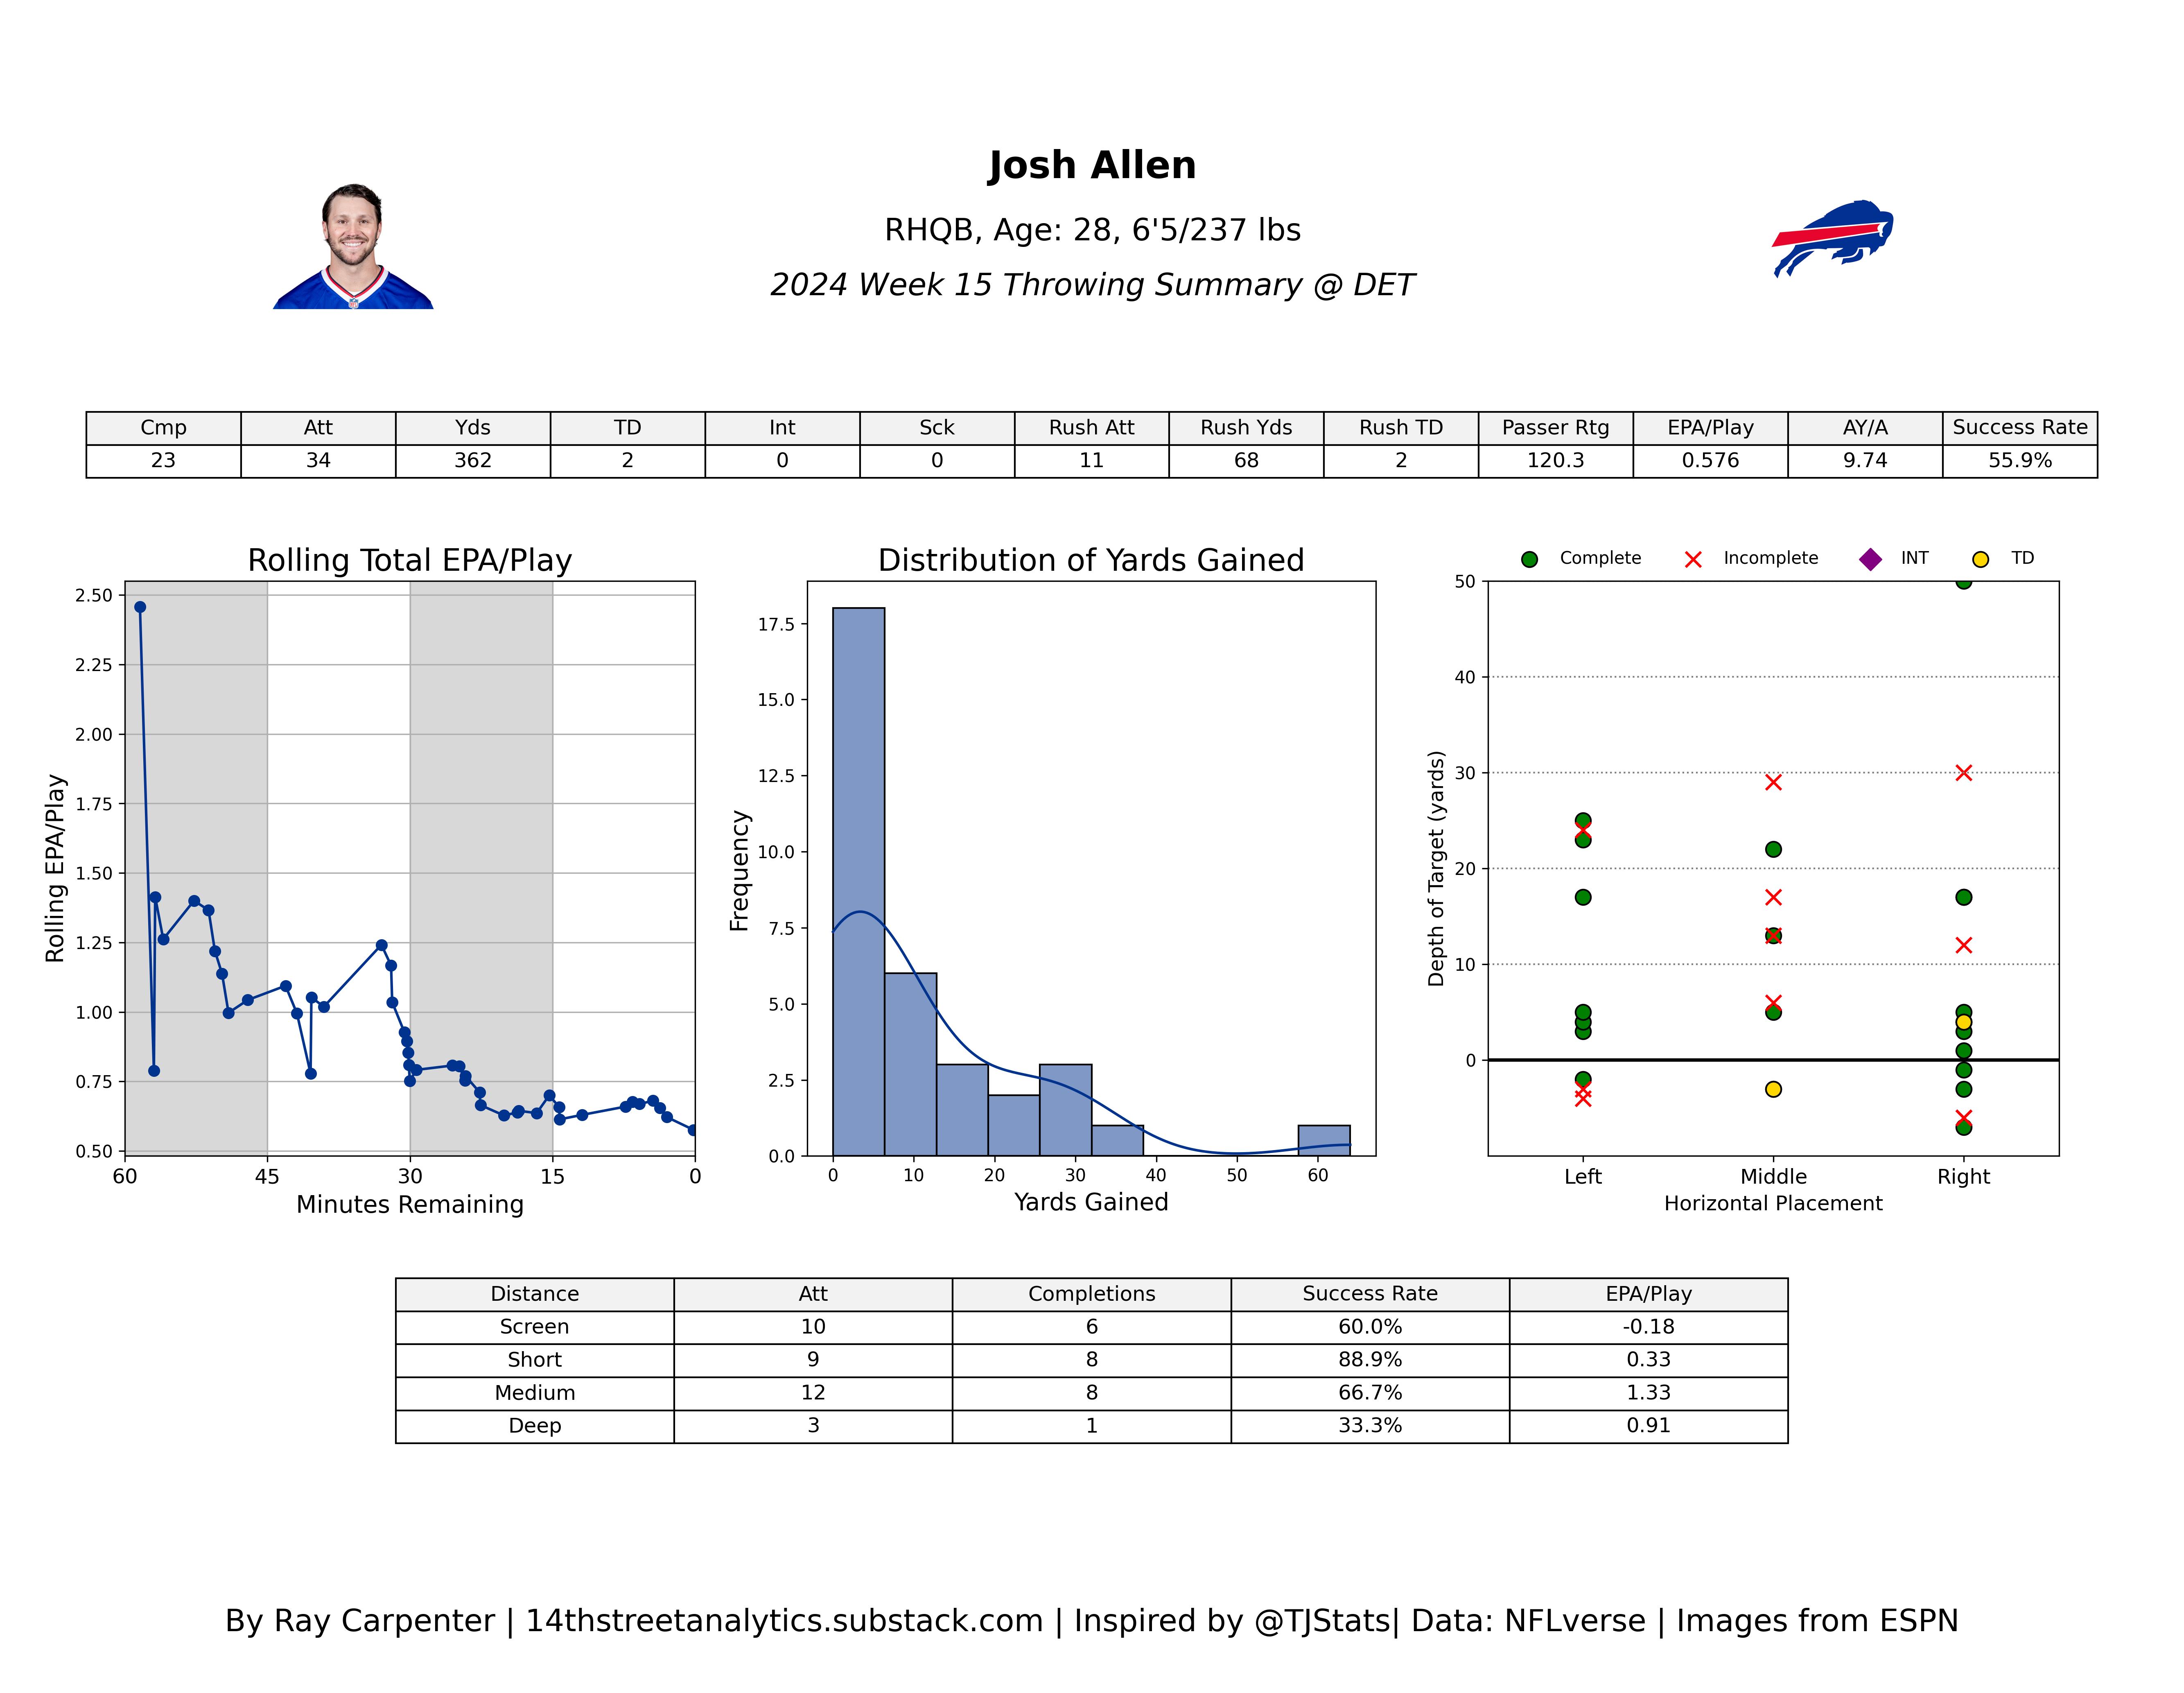 Josh Allen
RHQB, Age: 28, 6'5/237 lbs
2024 Week 15 Throwing Summary @ DET
Cmp Att Yds TD Int Sck Rush Att Rush Yds Rush TD Passer Rtg EPA/Play AY/A Success Rate
23 34 362 2 0 0 11 68 2 120.3 0.576 9.74 55.9%
Rolling Total EPA/Play
2.50
2.25
2.00
1.75
1.50
1.25
1.00
0.75
0.50
Rolling EPA/Play
60 45 30 15 0
Minutes Remaining
Distribution of Yards Gained
17.5
15.0
12.5
10.0
7.5
5.0
2.5
0.0
Frequency
0 10 20 30 40 50 60
Yards Gained
Complete Incomplete INT TD
50
40
30
20
10
0
Depth of Target (yards)
Left Middle Right
Horizontal Placement
Distance Att Completions Success Rate EPA/Play
Screen 10 6 60.0% -0.18
Short 9 8 88.9% 0.33
Medium 12 8 66.7% 1.33
Deep 3 1 33.3% 0.91
By Ray Carpenter | 14thstreetanalytics.substack.com | Inspired by @TJStats| Data: NFLverse | Images from ESPN